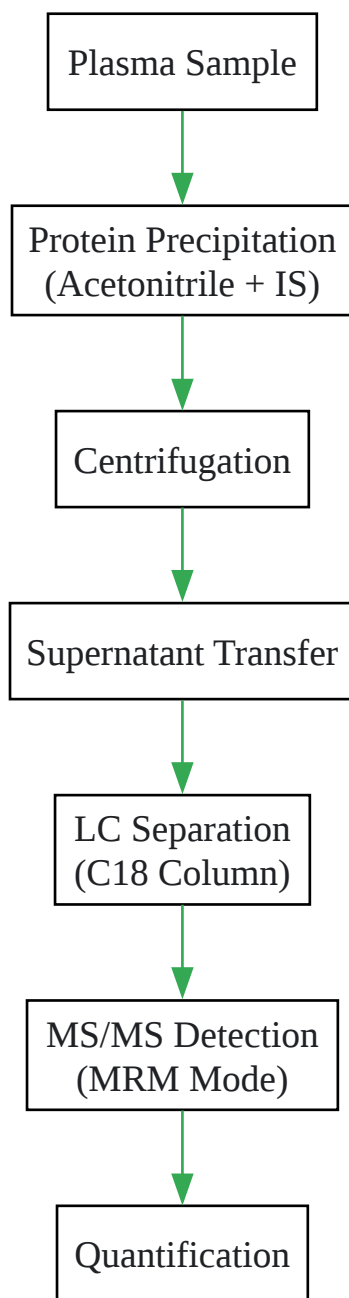 Plasma Sample
Protein Precipitation
(Acetonitrile + IS)
Centrifugation
Supernatant Transfer
LC Separation
(C18 Column)
MS/MS Detection
(MRM Mode)
Quantification